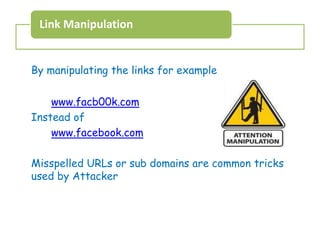 Link Manipulation
By manipulating the links for example
www.facb00k.com
Instead of
www.facebook.com
ATTENTION
MANIPULATION
Misspelled URLs or sub domains are common tricks
used by Attacker